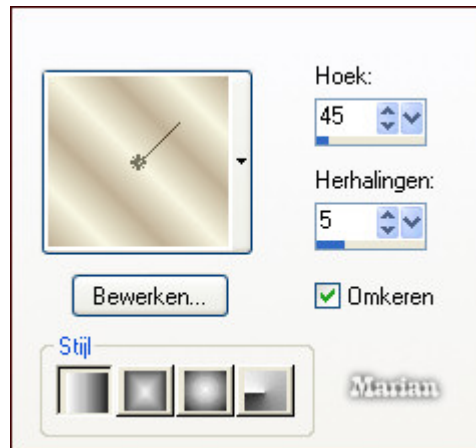 Hoek:
45
Herhalingen:
5
Bewerken...
Omkeren
Stijl
Marian